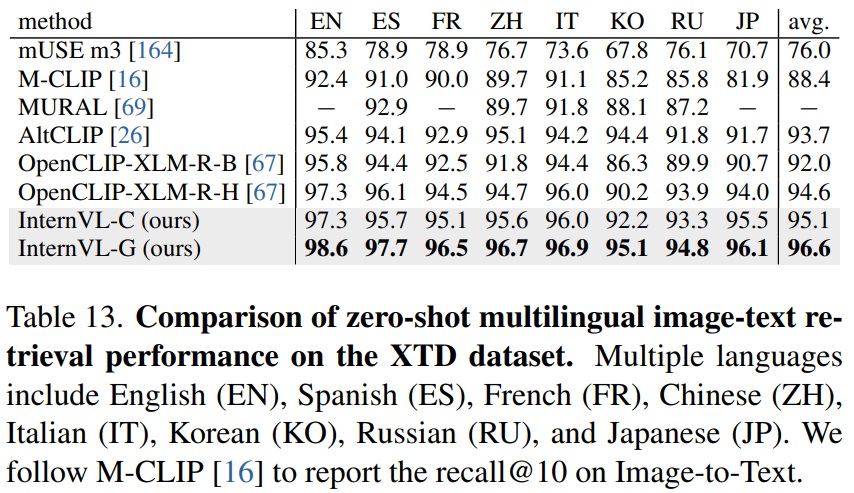 method EN ES FR ZH IT KO RU JP avg.
mUSE m3 [164] 85.3 78.9 78.9 76.7 73.6 67.8 76.1 70.7 76.0
M-CLIP [16] 92.4 91.0 90.0 89.7 91.1 85.2 85.8 81.9 88.4
MURAL [69] — 92.9 — 89.7 91.8 88.1 87.2 — —
AltCLIP [26] 95.4 94.1 92.9 95.1 94.2 94.4 91.8 91.7 93.7
OpenCLIP-XLM-R-B [67] 95.8 94.4 92.5 91.8 94.4 86.3 89.9 90.7 92.0
OpenCLIP-XLM-R-H [67] 97.3 96.1 94.5 94.7 96.0 90.2 93.9 94.0 94.6
InternVL-C (ours) 97.3 95.7 95.1 95.6 96.0 92.2 93.3 95.5 95.1
InternVL-G (ours) 98.6 97.7 96.5 96.7 96.9 95.1 94.8 96.1 96.6
Table 13. Comparison of zero-shot multilingual image-text re-
trieval performance on the XTD dataset. Multiple languages
include English (EN), Spanish (ES), French (FR), Chinese (ZH),
Italian (IT), Korean (KO), Russian (RU), and Japanese (JP). We
follow M-CLIP [16] to report the recall@10 on Image-to-Text.